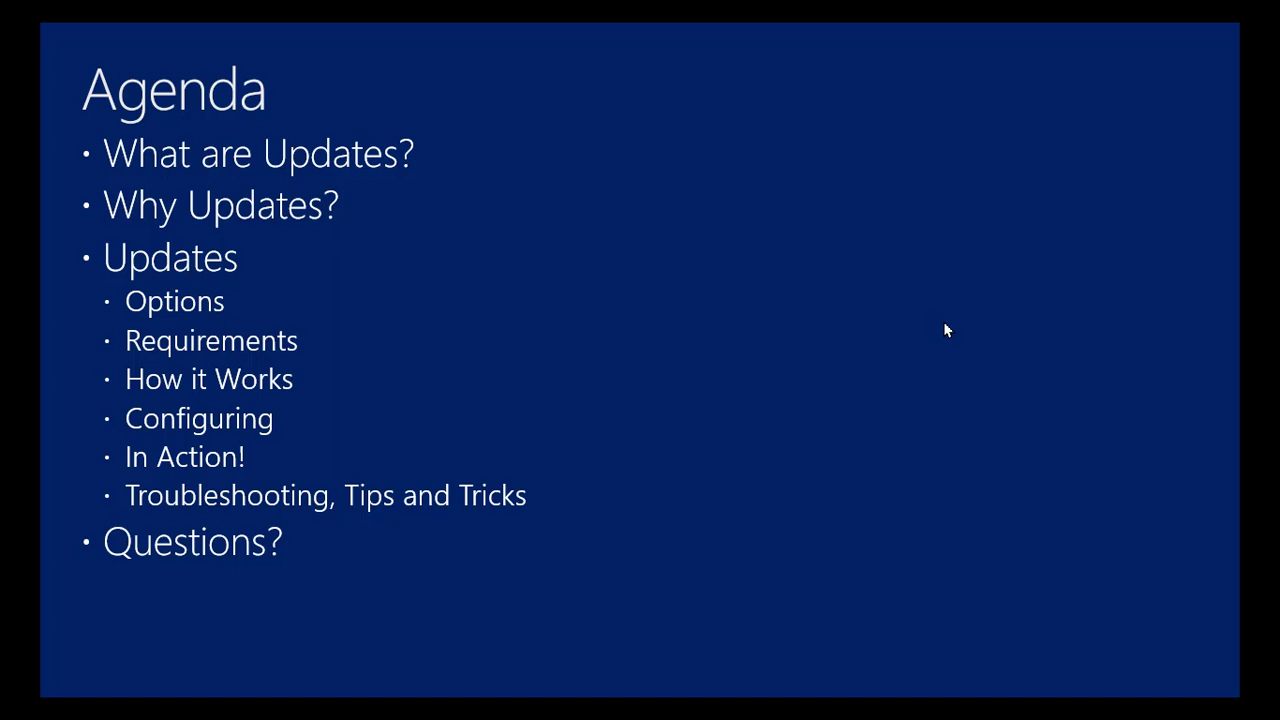 Agenda
• What are Updates?
• Why Updates?
• Updates
• Options
• Requirements
• How it Works
• Configuring
• In Action!
• Troubleshooting, Tips and Tricks
• Questions?